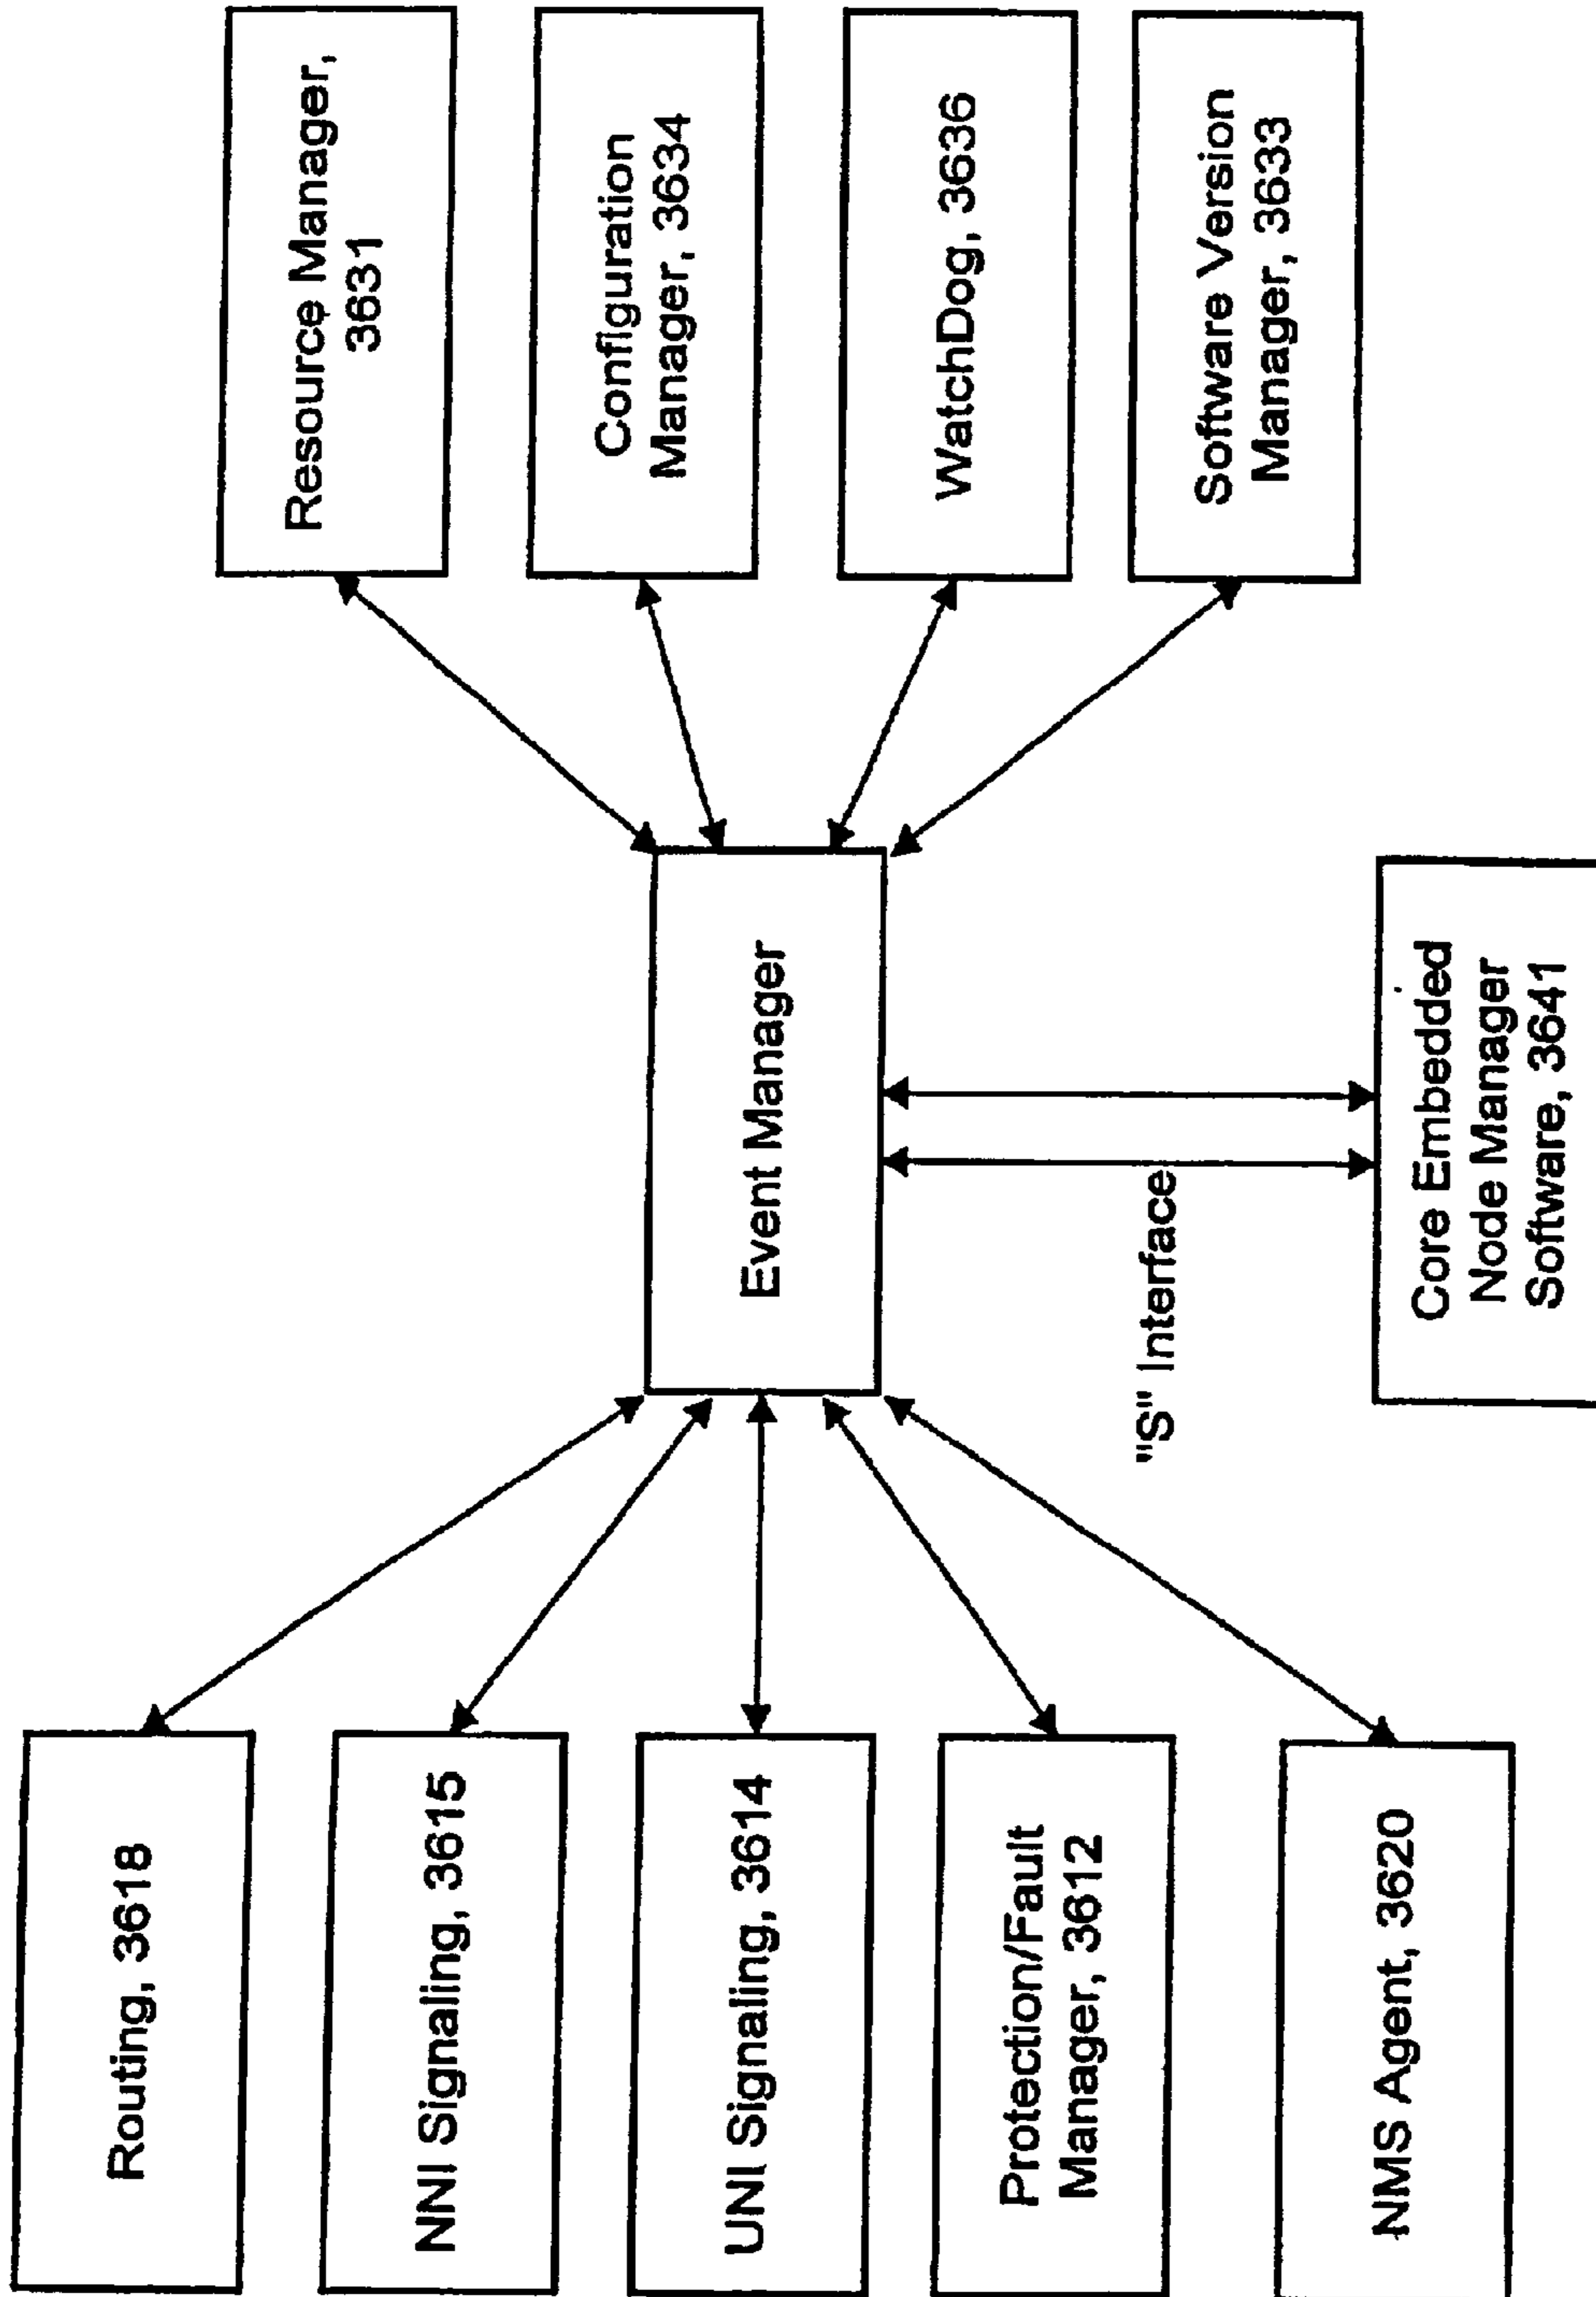 Routing, 3618
NNI Signaling, 3615
UNI Signaling, 3614
Protection/Fault
Manager, 3612
NMS Agent, 3620
Event Manager
"S" Interface
Core Embedded
Node Manager
Software, 3641
Resource Manager,
3631
Configuration
Manager, 3634
WatchDog, 3636
Software Version
Manager, 3633